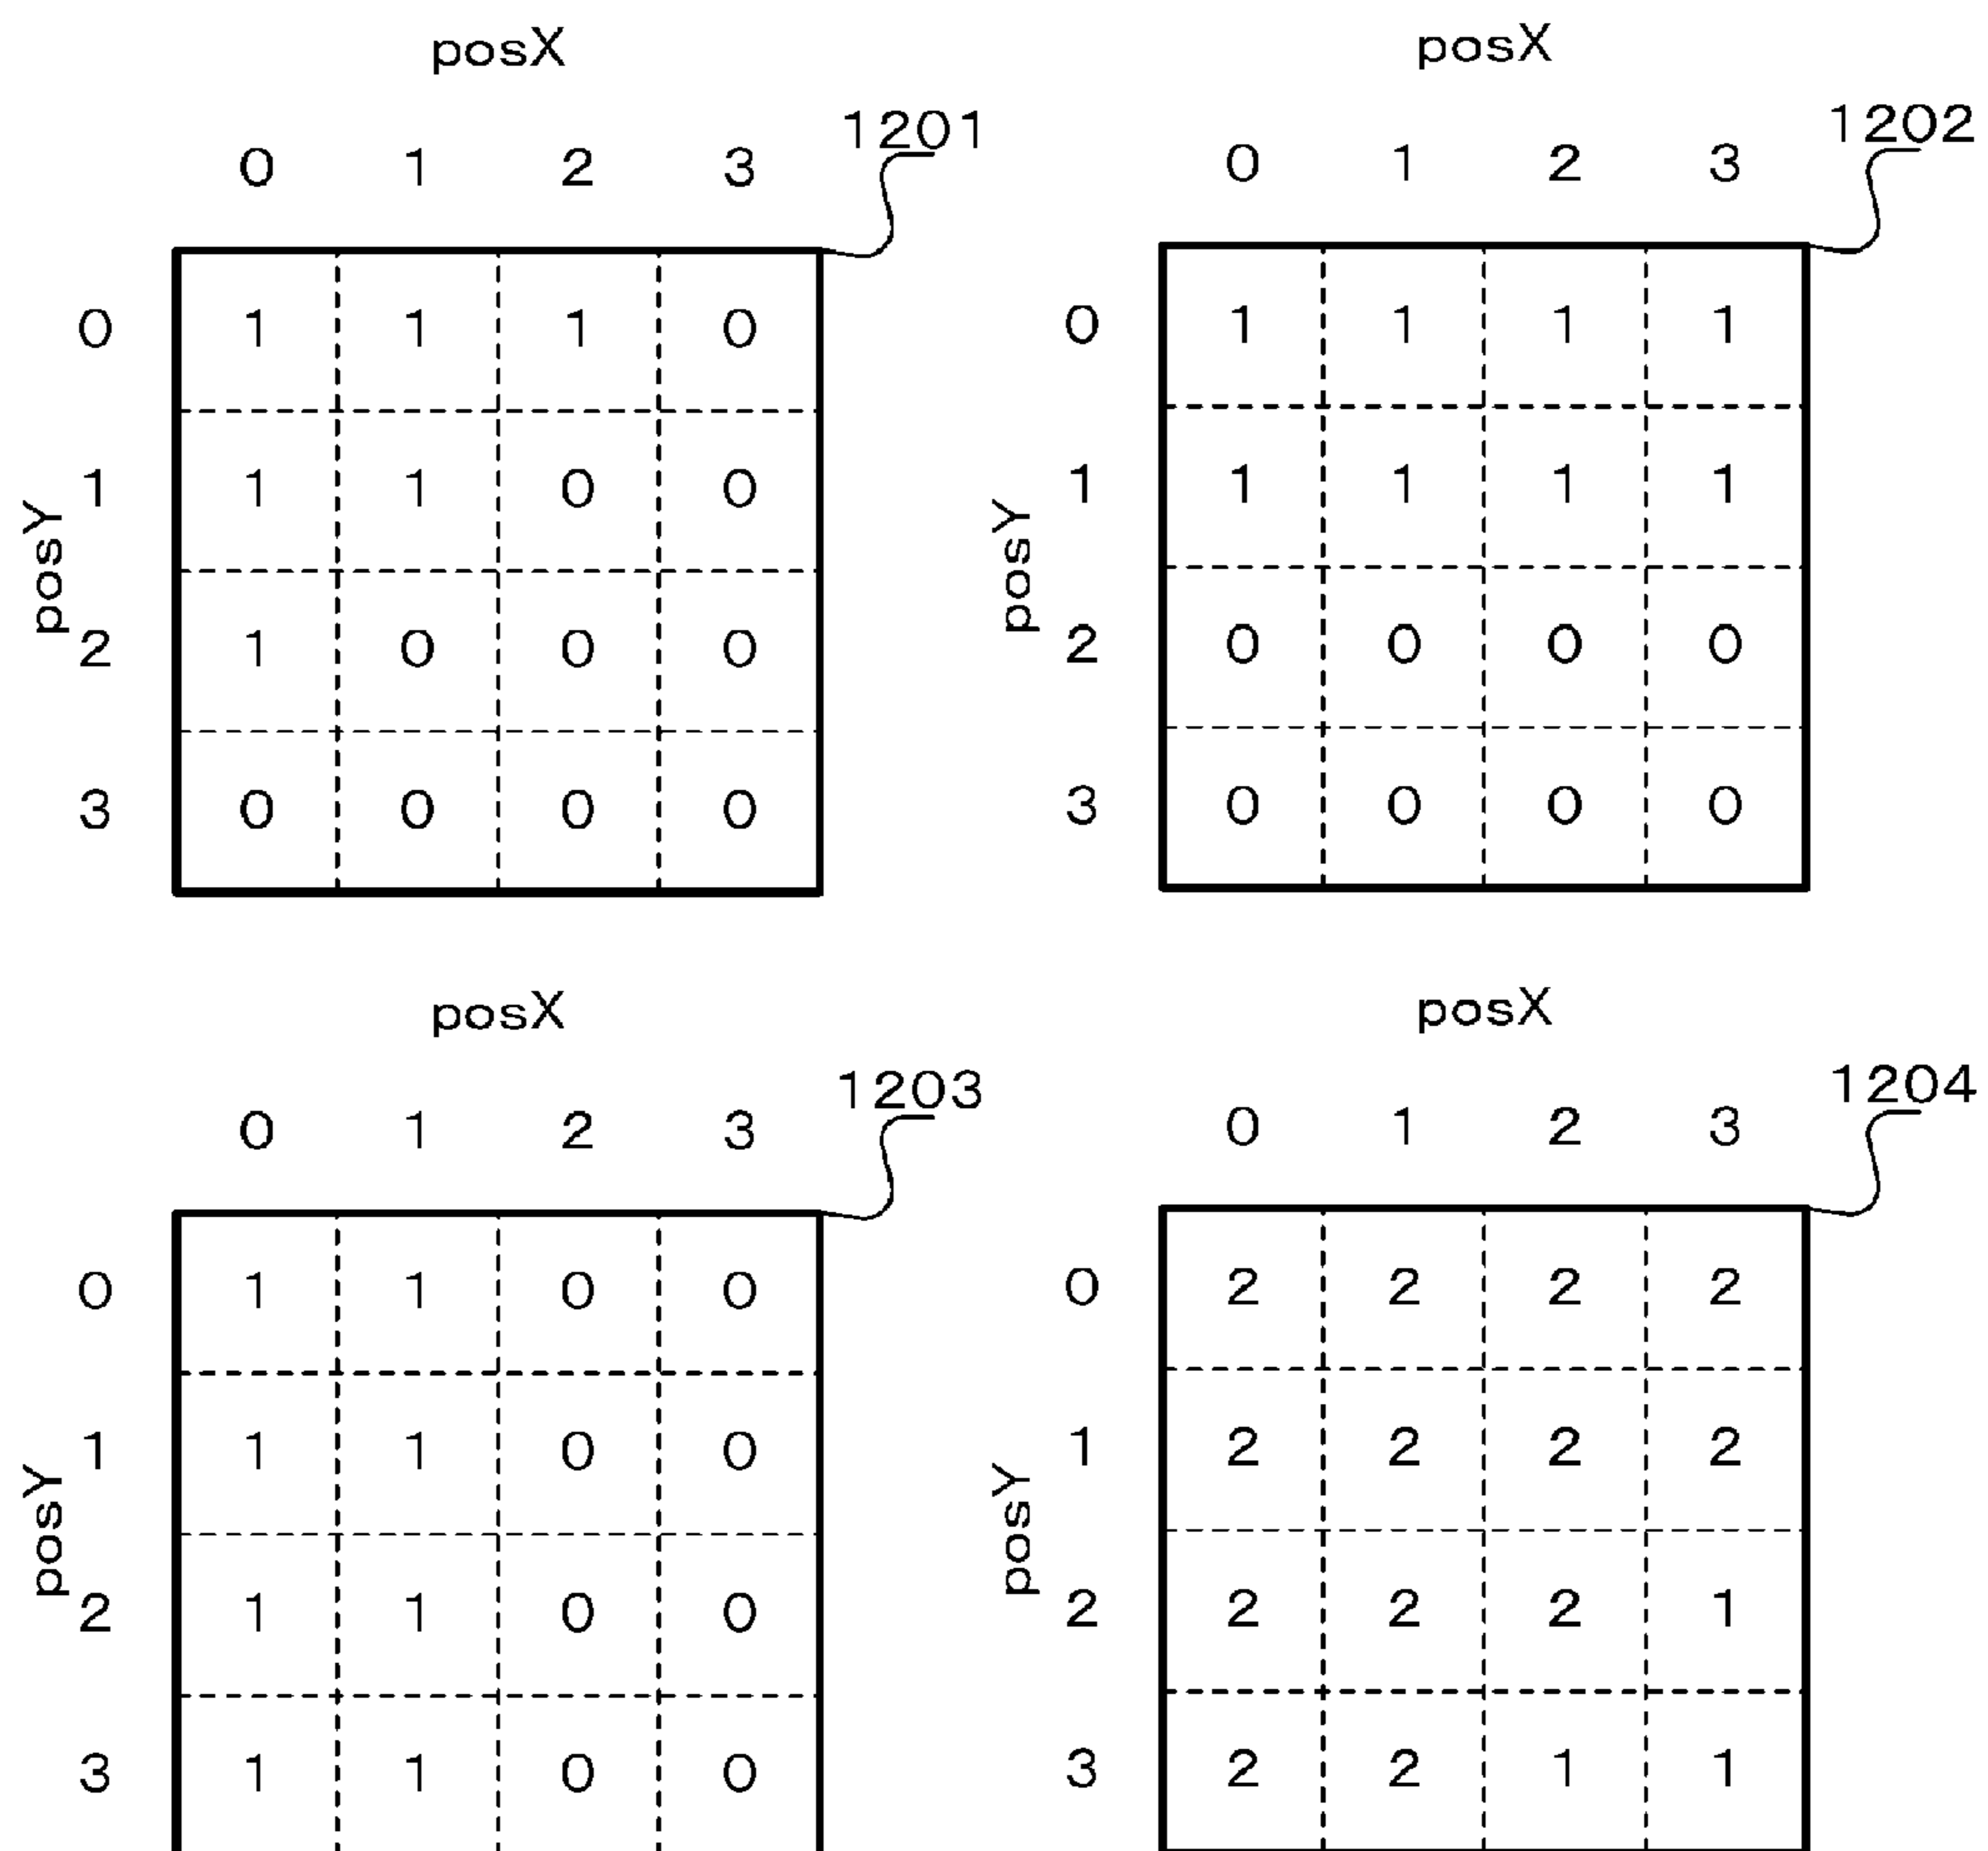 posX
1201
0 1 2 3
posY
0 1 1 1 0
1 1 1 0 0
2 1 0 0 0
3 0 0 0 0
posX
1202
0 1 2 3
posY
0 1 1 1 1
1 1 1 1 1
2 0 0 0 0
3 0 0 0 0
posX
1203
0 1 2 3
posY
0 1 1 0 0
1 1 1 0 0
2 1 1 0 0
3 1 1 0 0
posX
1204
0 1 2 3
posY
0 2 2 2 2
1 2 2 2 2
2 2 2 2 1
3 2 2 1 1